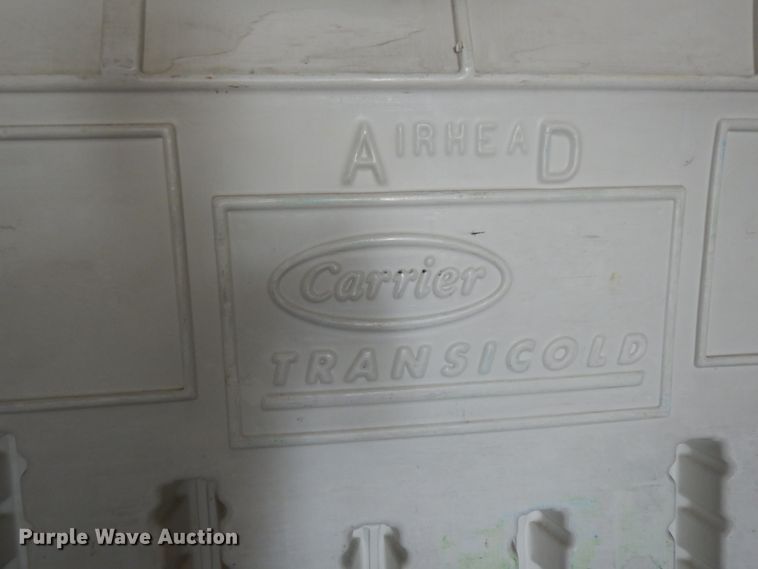 AIRHEAD
Carrier
TRANSICOLD
Purple Wave Auction